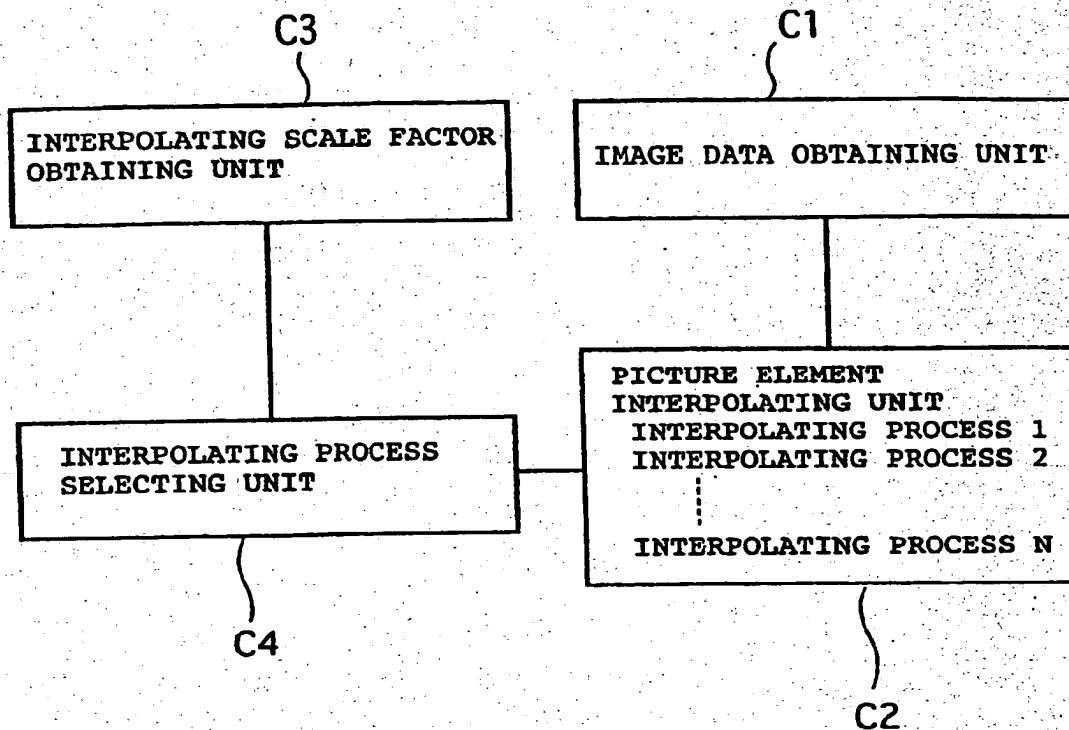 C3
C1
INTERPOLATING SCALE FACTOR
OBTAINING UNIT
IMAGE DATA OBTAINING UNIT
INTERPOLATING PROCESS
SELECTING UNIT
PICTURE ELEMENT
INTERPOLATING UNIT
INTERPOLATING PROCESS 1
INTERPOLATING PROCESS 2
INTERPOLATING PROCESS N
C4
C2